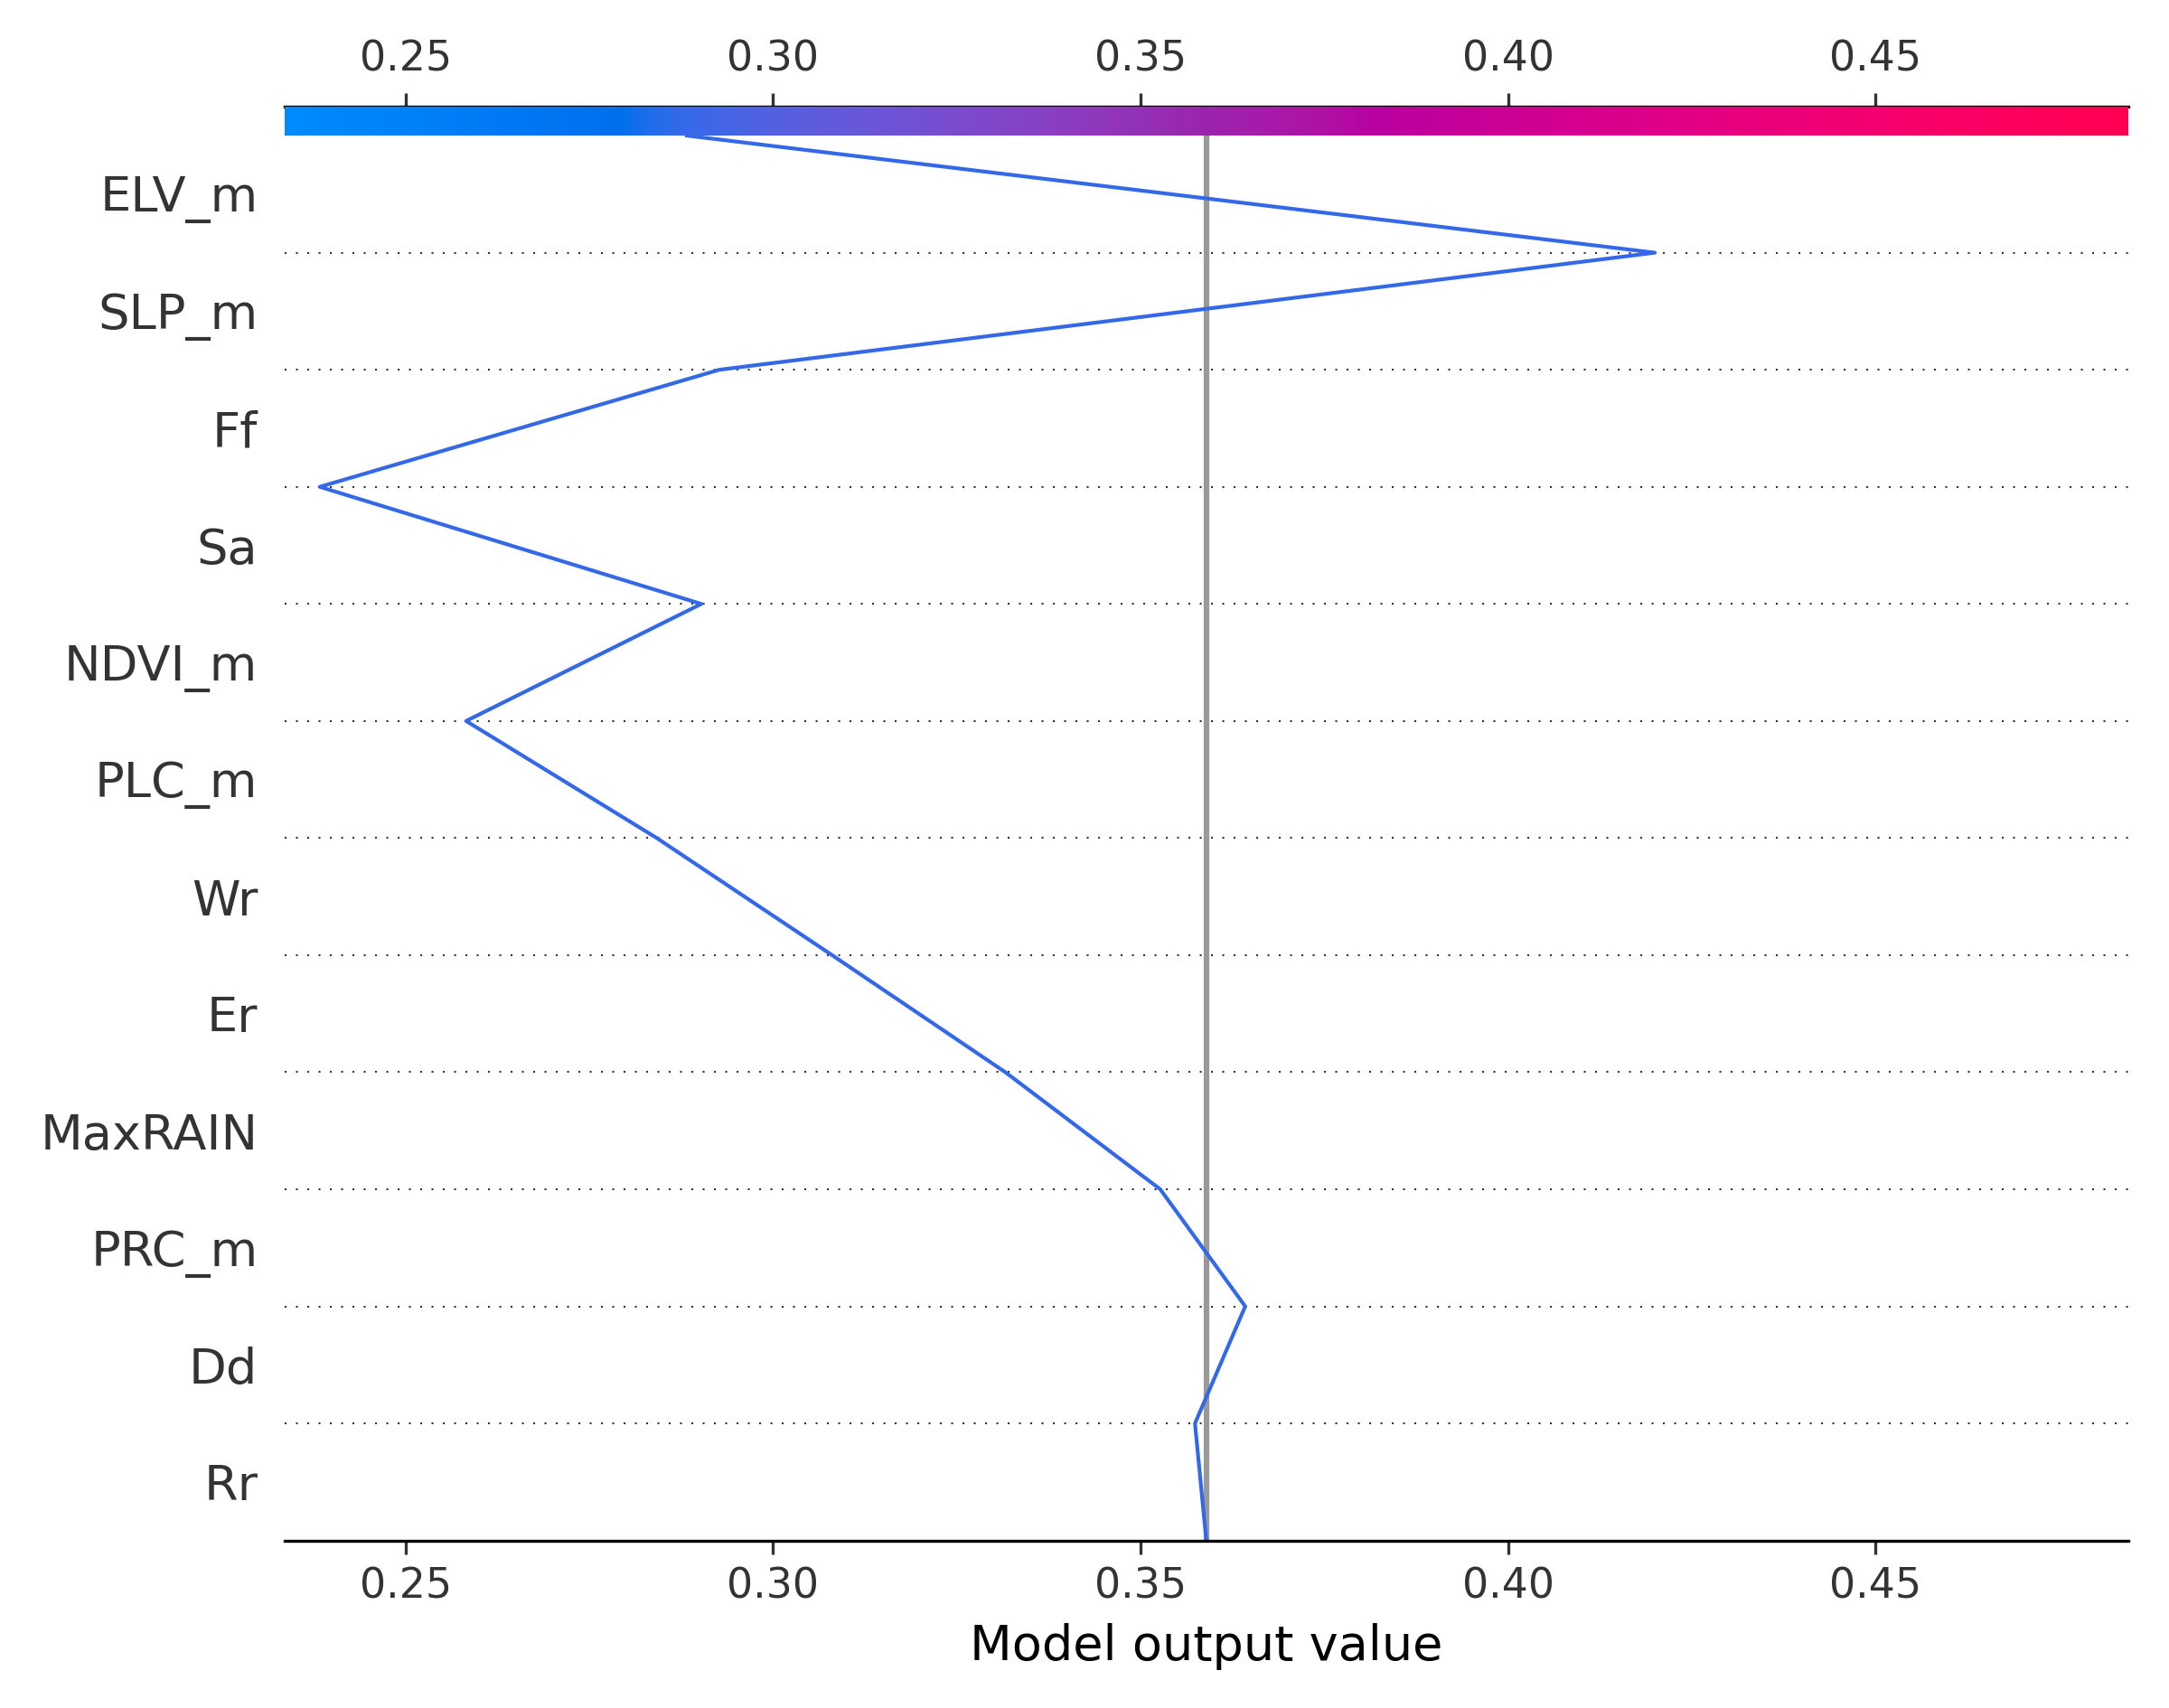 0.25 0.30 0.35 0.40 0.45
ELV_m
SLP_m
Ff
Sa
NDVI_m
PLC_m
Wr
Er
MaxRAIN
PRC_m
Dd
Rr
0.25 0.30 0.35 0.40 0.45
Model output value